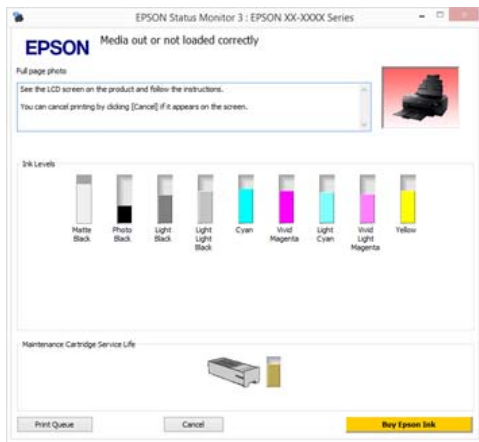 EPSON Status Monitor 3 : EPSON XX-XXXX Series
EPSON
Media out or not loaded correctly
Full page photo
See the LCD screen on the product and follow the instructions.
You can cancel printing by clicking [Cancel] if it appears on the screen.
Ink Levels
Matte Black
Photo Black
Light Black
Light Light Black
Cyan
Vivid Magenta
Light Cyan
Vivid Light Magenta
Yellow
Maintenance Cartridge Service Life
Print Queue
Cancel
Buy Epson Ink